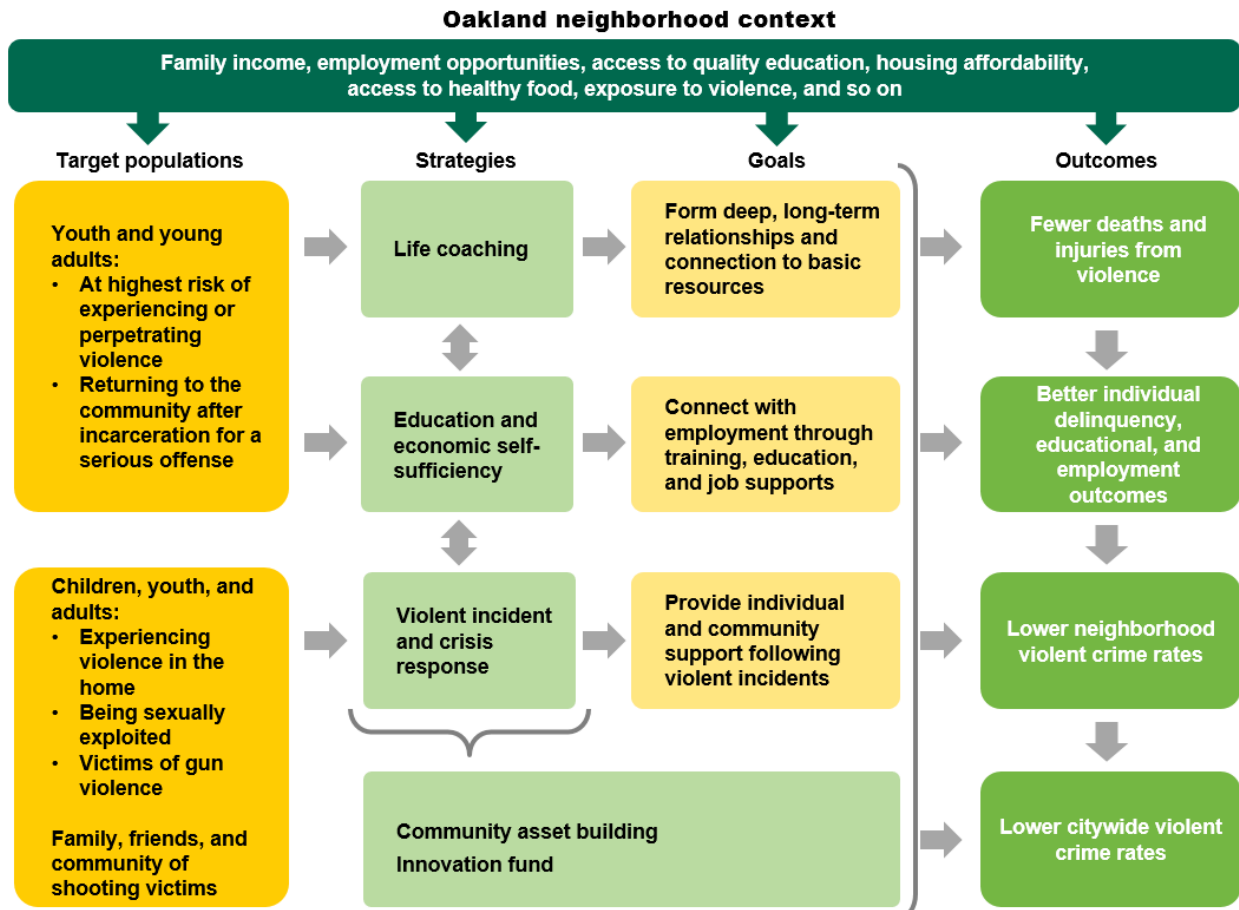 Oakland neighborhood context
Family income, employment opportunities, access to quality education, housing affordability,
access to healthy food, exposure to violence, and so on
Target populations
Strategies
Goals
Outcomes
Youth and young
adults:
• At highest risk of
experiencing or
perpetrating
violence
• Returning to the
community after
incarceration for a
serious offense
Life coaching
Form deep, long-term
relationships and
connection to basic
resources
Fewer deaths and
injuries from
violence
Education and
economic self-
sufficiency
Connect with
employment through
training, education,
and job supports
Better individual
delinquency,
educational, and
employment
outcomes
Children, youth, and
adults:
• Experiencing
violence in the
home
• Being sexually
exploited
• Victims of gun
violence
Family, friends, and
community of
shooting victims
Violent incident
and crisis
response
Provide individual
and community
support following
violent incidents
Lower neighborhood
violent crime rates
Community asset building
Innovation fund
Lower citywide violent
crime rates